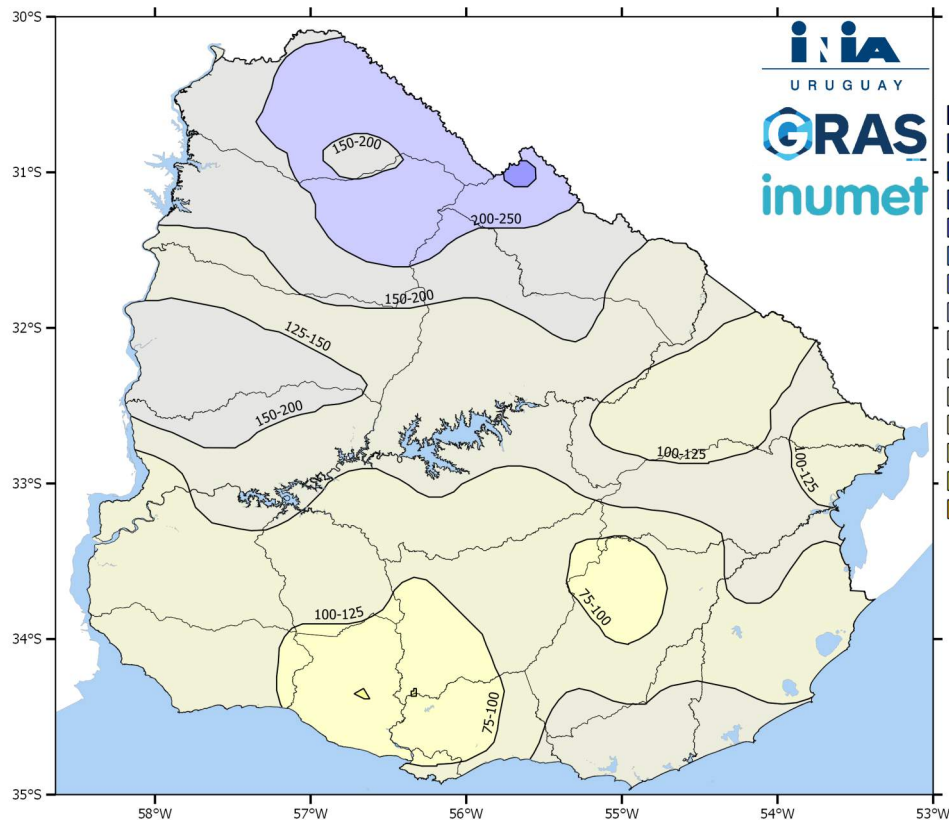 30°S
INIA
URUGUAY
GRAS
150-200
31°S
inumet
200-250
150-200
32°S
125-150
150-200
100-125
100-125
33°S
75-100
100-125
34°S
75-100
35°S
58°W
57°W
56°W
55°W
54°W
53°W